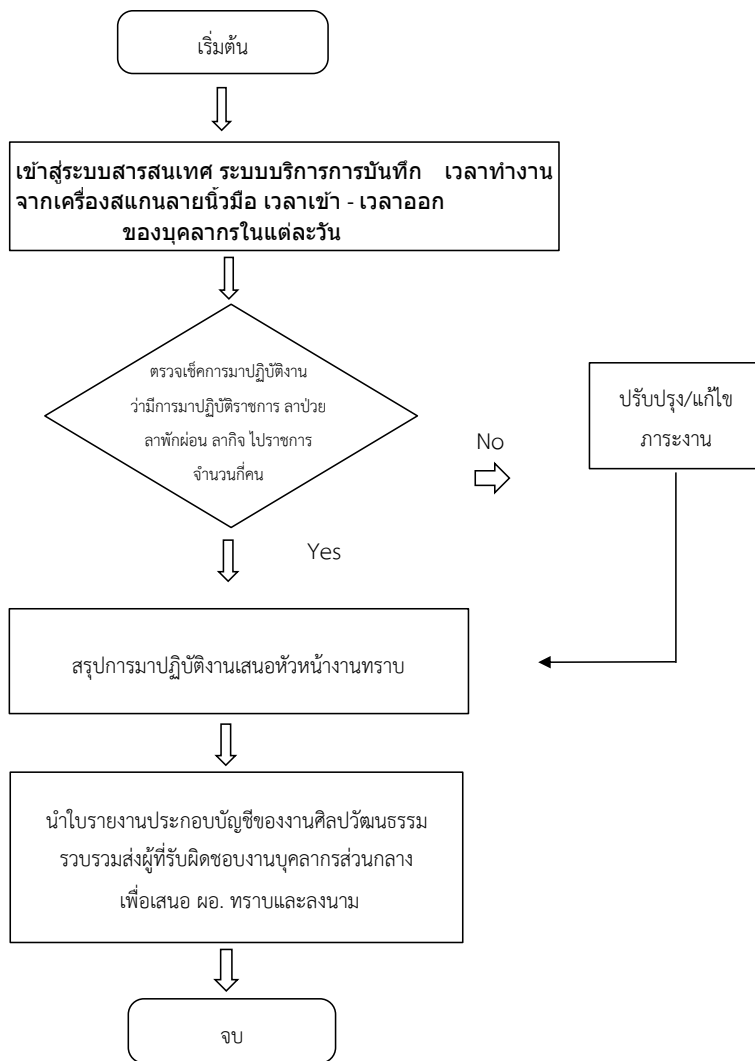 เริ่มต้น
เข้าสู่ระบบสารสนเทศ ระบบบริการการบันทึก เวลาทำงาน
จากเครื่องสแกนลายนิ้วมือ เวลาเข้า - เวลาออก
ของบุคลากรในแต่ละวัน
ตรวจเช็คการมาปฏิบัติงาน
ว่ามีการมาปฏิบัติราชการ ลาป่วย
ลาพักผ่อน ลากิจ ไปราชการ
จำนวนกี่คน
No
ปรับปรุง/แก้ไข
ภาระงาน
Yes
สรุปการมาปฏิบัติงานเสนอหัวหน้างานทราบ
นำใบรายงานประกอบบัญชีของงานศิลปวัฒนธรรม
รวบรวมส่งผู้ที่รับผิดชอบงานบุคลากรส่วนกลาง
เพื่อเสนอ ผอ. ทราบและลงนาม
จบ